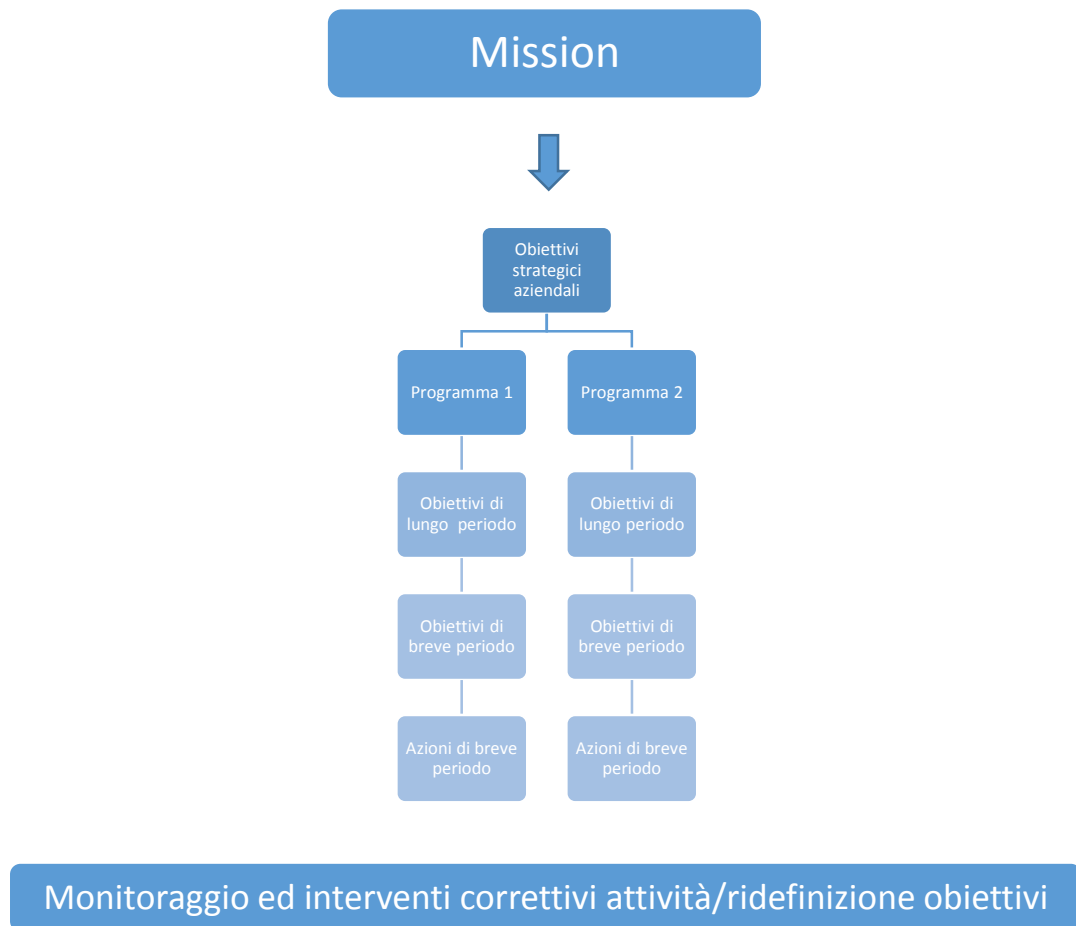 Mission
Obiettivi
strategici
aziendali
Programma 1
Programma 2
Obiettivi di
lungo periodo
Obiettivi di
lungo periodo
Obiettivi di
breve periodo
Obiettivi di
breve periodo
Azioni di breve
periodo
Azioni di breve
periodo
Monitoraggio ed interventi correttivi attività/ridefinizione obiettivi